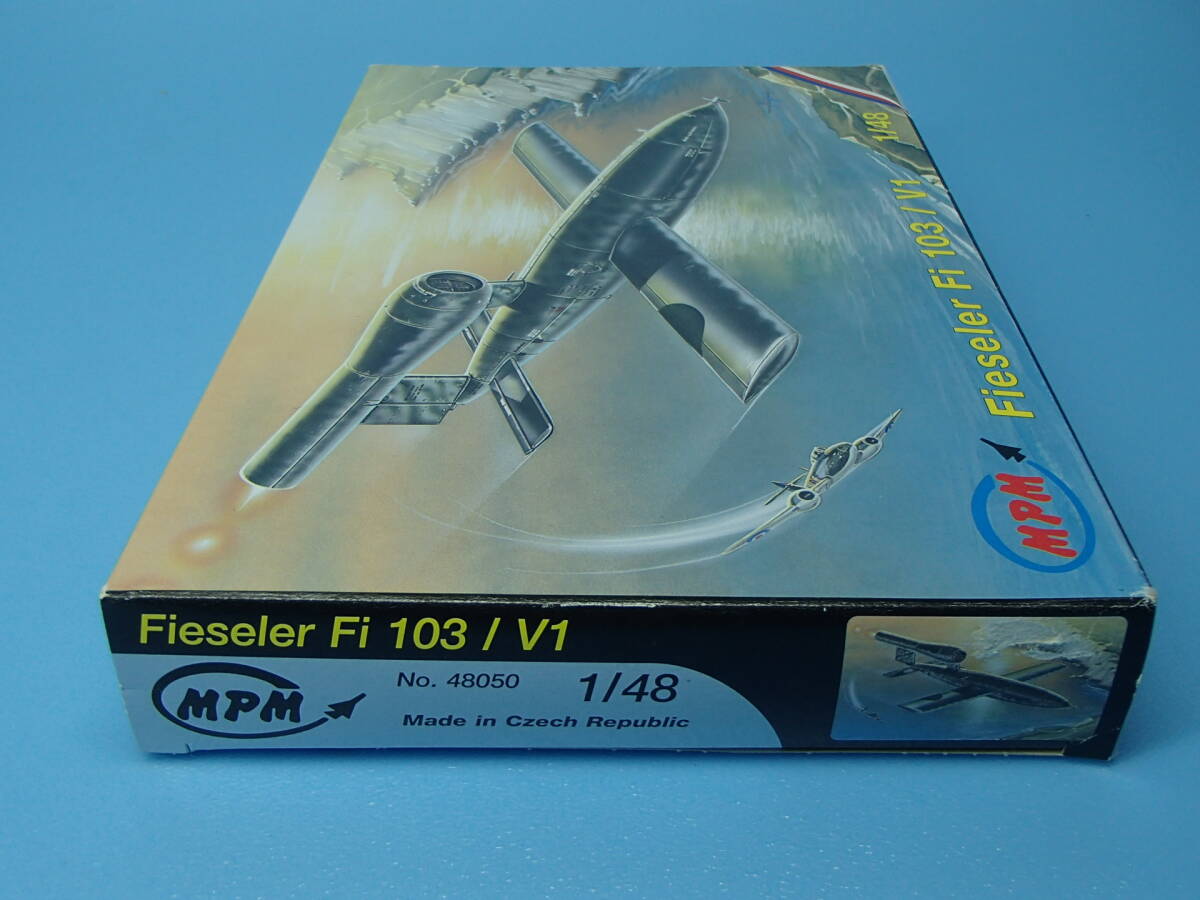 1/48
Fieseler Fi 103 / V1
MPM
Fieseler Fi 103 / V1
MPM
No. 48050
1/48
Made in Czech Republic